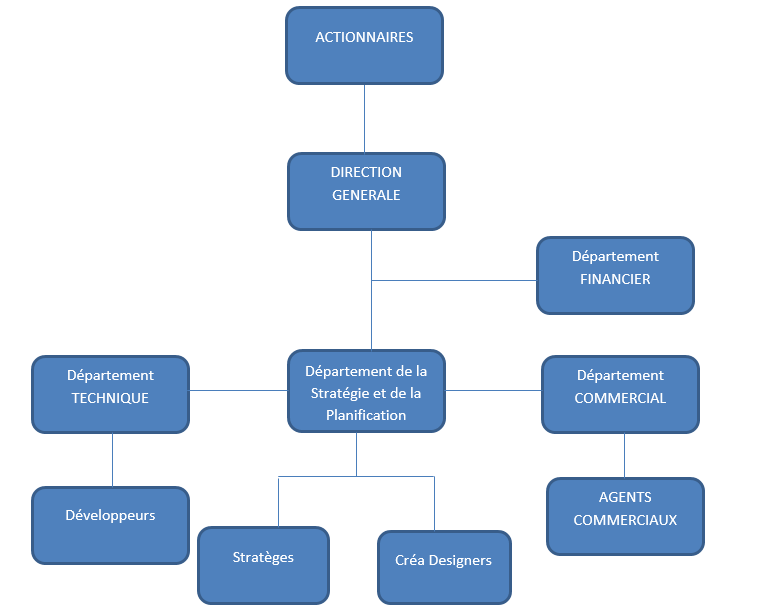 ACTIONNAIRES
DIRECTION
GENERALE
Département
FINANCIER
Département
TECHNIQUE
Département de la
Stratégie et de la
Planification
Département
COMMERCIAL
Développeurs
Stratèges
Créa Designers
AGENTS
COMMERCIAUX